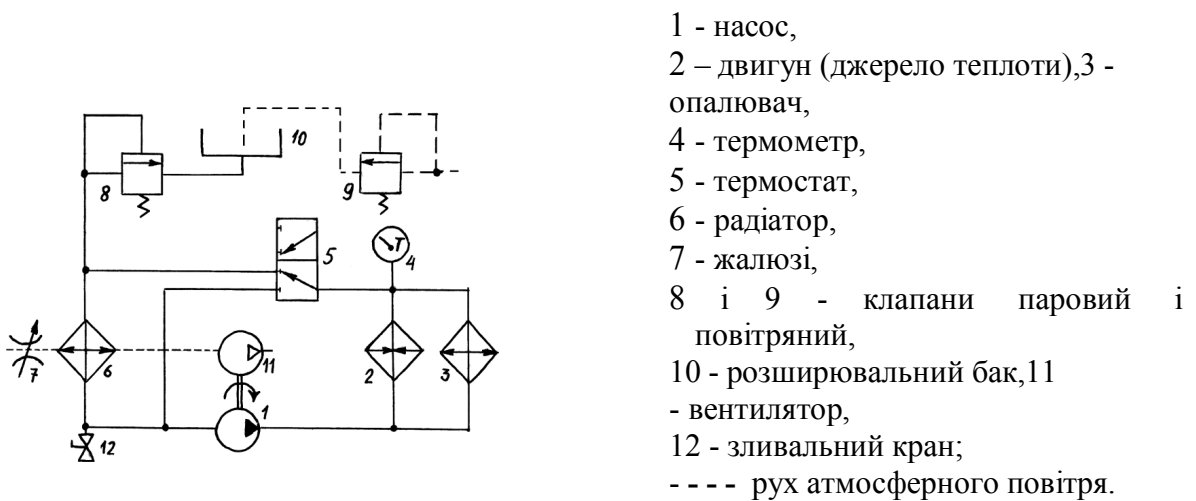 1 - насос,
2 – двигун (джерело теплоти),3 -
опалювач,
4 - термометр,
5 - термостат,
6 - радіатор,
7 - жалюзі,
8 і 9 - клапани паровий і
повітряний,
10 - розширювальний бак,11
- вентилятор,
12 - зливальний кран;
- - - - рух атмосферного повітря.
10
8
9
5
T
4
7
6
11
2
3
1
12